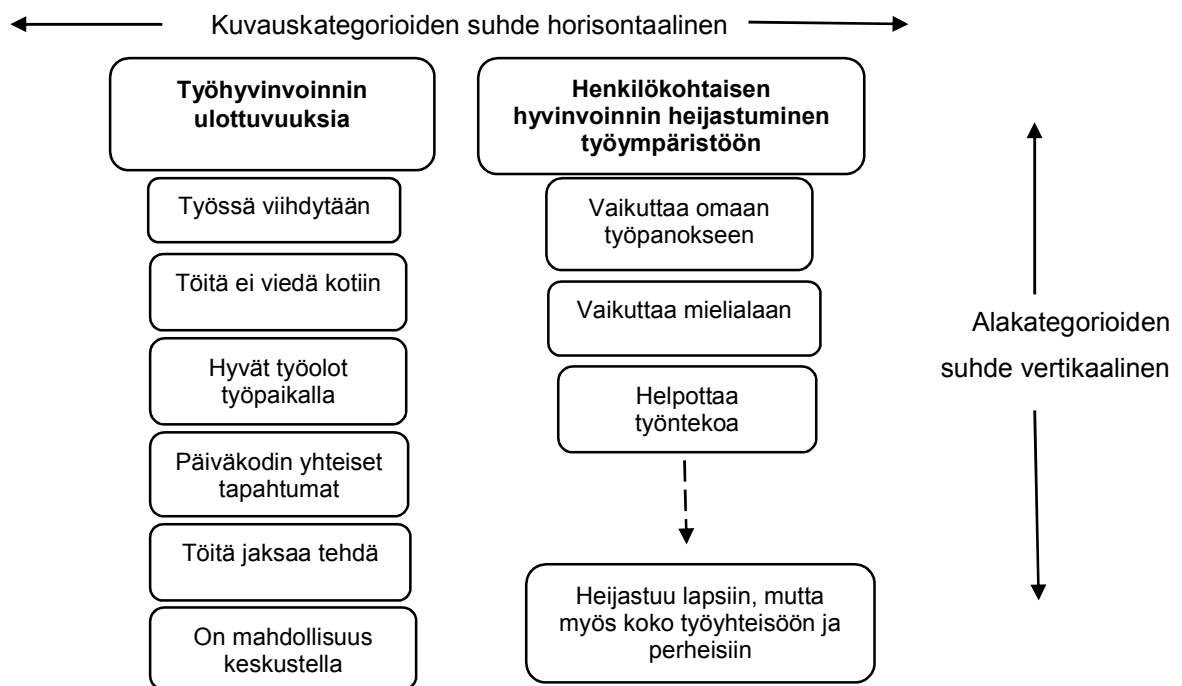 Kuvauskategorioiden suhde horisontaalinen
Työhyvinvoinnin
ulottuvuuksia
Työssä viihdytään
Töitä ei viedä kotiin
Hyvät työolot
työpaikalla
Päiväkodin yhteiset
tapahtumat
Töitä jaksaa tehdä
On mahdollisuus
keskustella
Henkilökohtaisen
hyvinvoinnin heijastuminen
työympäristöön
Vaikuttaa omaan
työpanokseen
Vaikuttaa mielialaan
Helpottaa
työntekoa
Heijastuu lapsiin, mutta
myös koko työyhteisöön ja
perheisiin
Alakategorioiden
suhde vertikaalinen